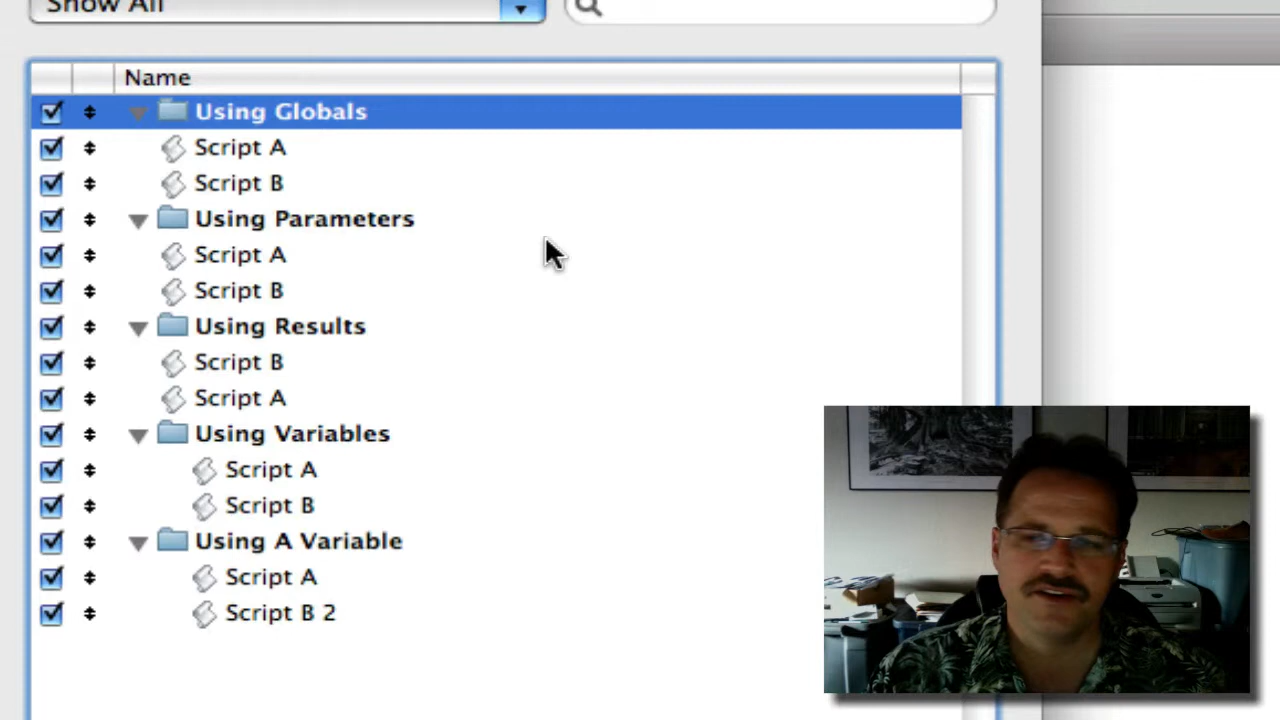 Show All
Name
Using Globals
Script A
Script B
Using Parameters
Script A
Script B
Using Results
Script B
Script A
Using Variables
Script A
Script B
Using A Variable
Script A
Script B 2